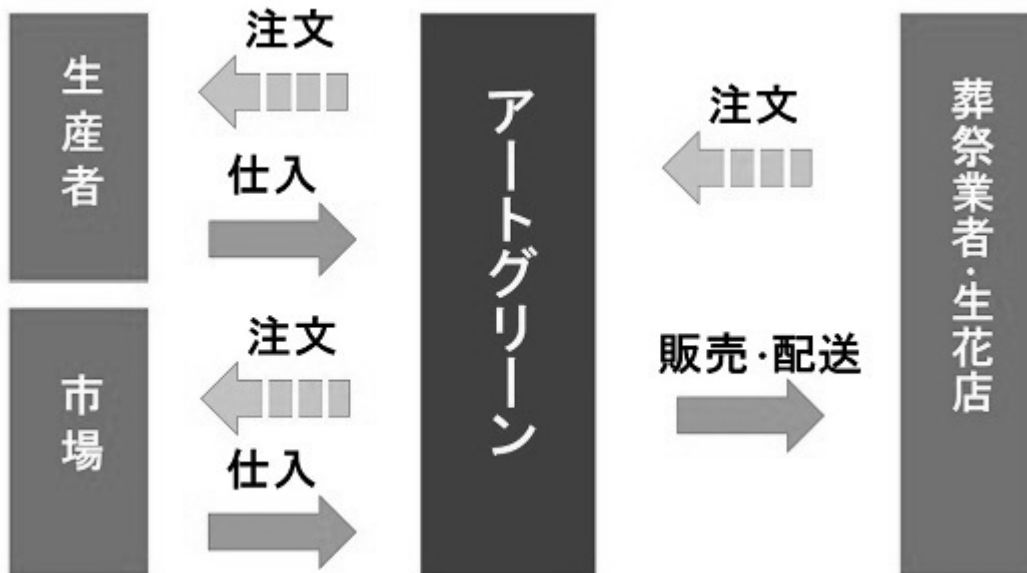 生産者
注文
仕入
市場
注文
仕入
アートグリーン
注文
販売・配送
葬祭業者・生花店